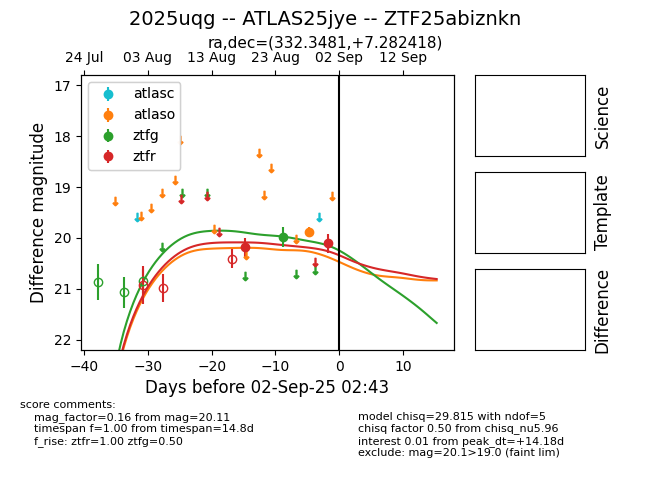 2025uqg -- ATLAS25jye -- ZTF25abiznkn
ra,dec=(332.3481,+7.282418)
24 Jul 03 Aug 13 Aug 23 Aug 02 Sep 12 Sep
atlasc
atlaso
ztfg
ztfr
17
18
19
20
21
22
Difference magnitude
−40 −30 −20 −10 0 10
Days before 02-Sep-25 02:43
Science
Template
Difference
score comments:
mag_factor=0.16 from mag=20.11
timespan f=1.00 from timespan=14.8d
f_rise: ztfr=1.00 ztfg=0.50
model chisq=29.815 with ndof=5
chisq factor 0.50 from chisq_nu5.96
interest 0.01 from peak_dt=+14.18d
exclude: mag=20.1>19.0 (faint lim)